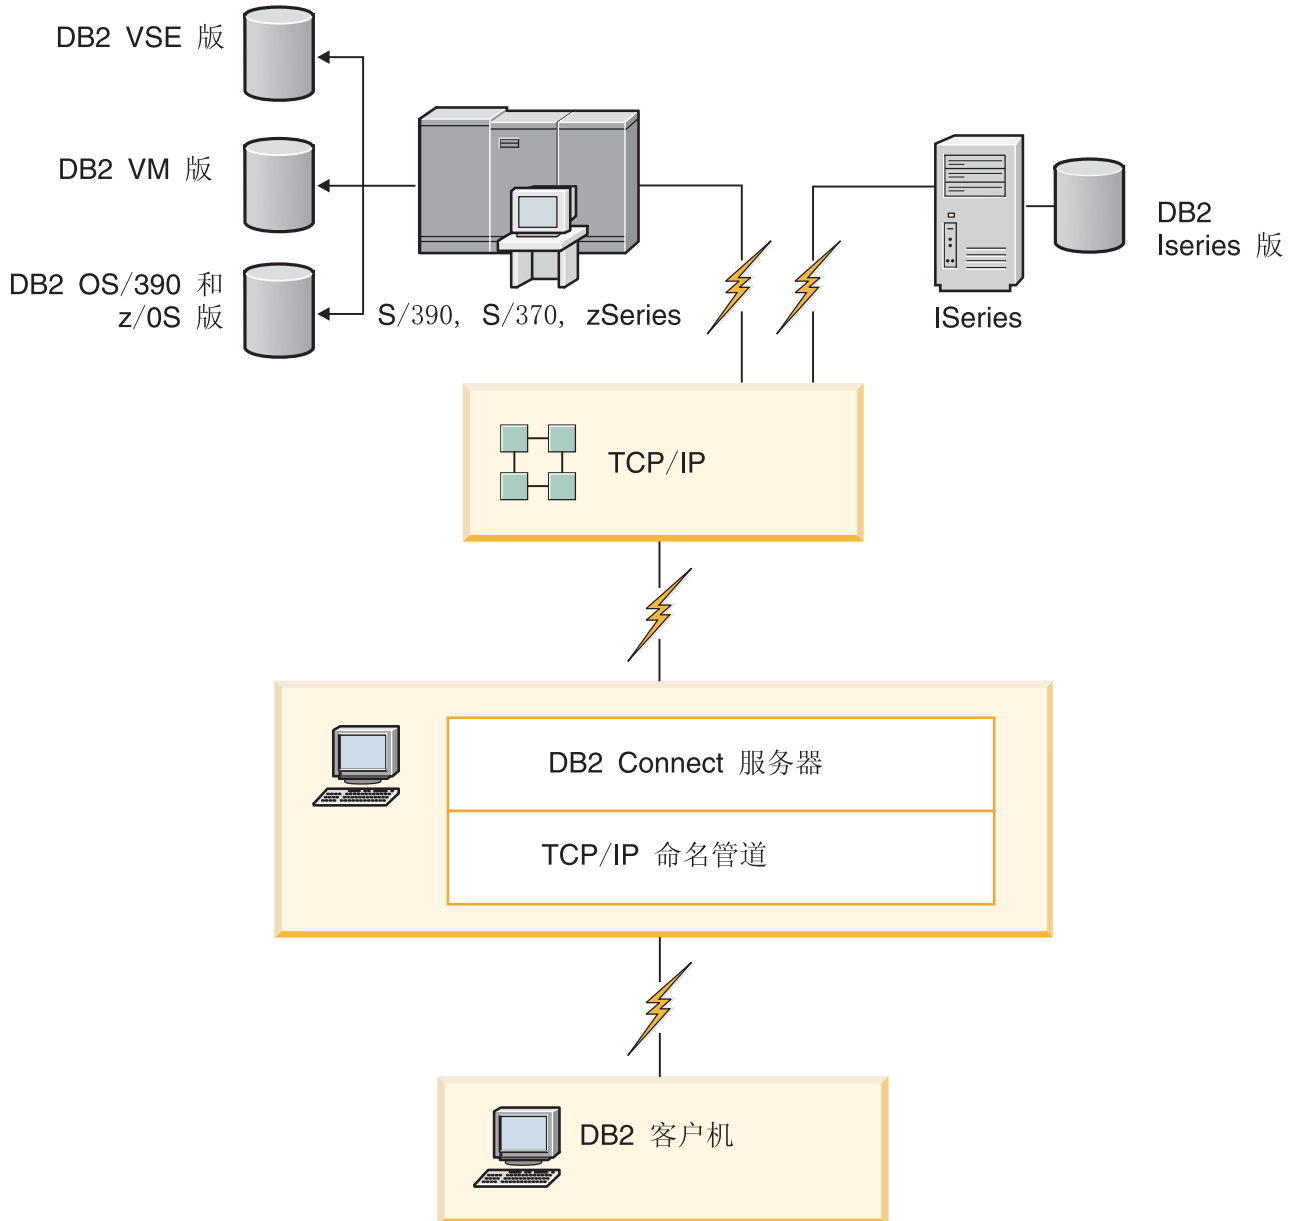 DB2 VSE 版
DB2 VM 版
DB2 OS/390 和
z/0S 版
S/390, S/370, zSeries
DB2
Iseries 版
ISeries
TCP/IP
DB2 Connect 服务器
TCP/IP 命名管道
DB2 客户机